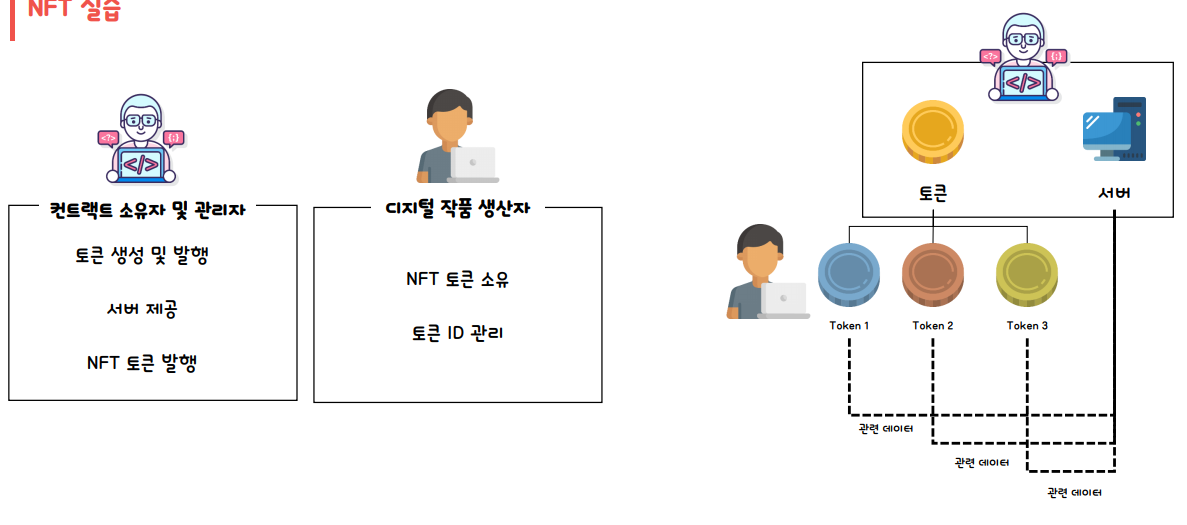 NFT 실습
<?>
{;}
</>
컨트랙트 소유자 및 관리자
토큰 생성 및 발행
서버 제공
NFT 토큰 발행
디지털 작품 생산자
NFT 토큰 소유
토큰 ID 관리
<?>
{;}
</>
토큰
서버
Token 1
Token 2
Token 3
관련 데이터
관련 데이터
관련 데이터